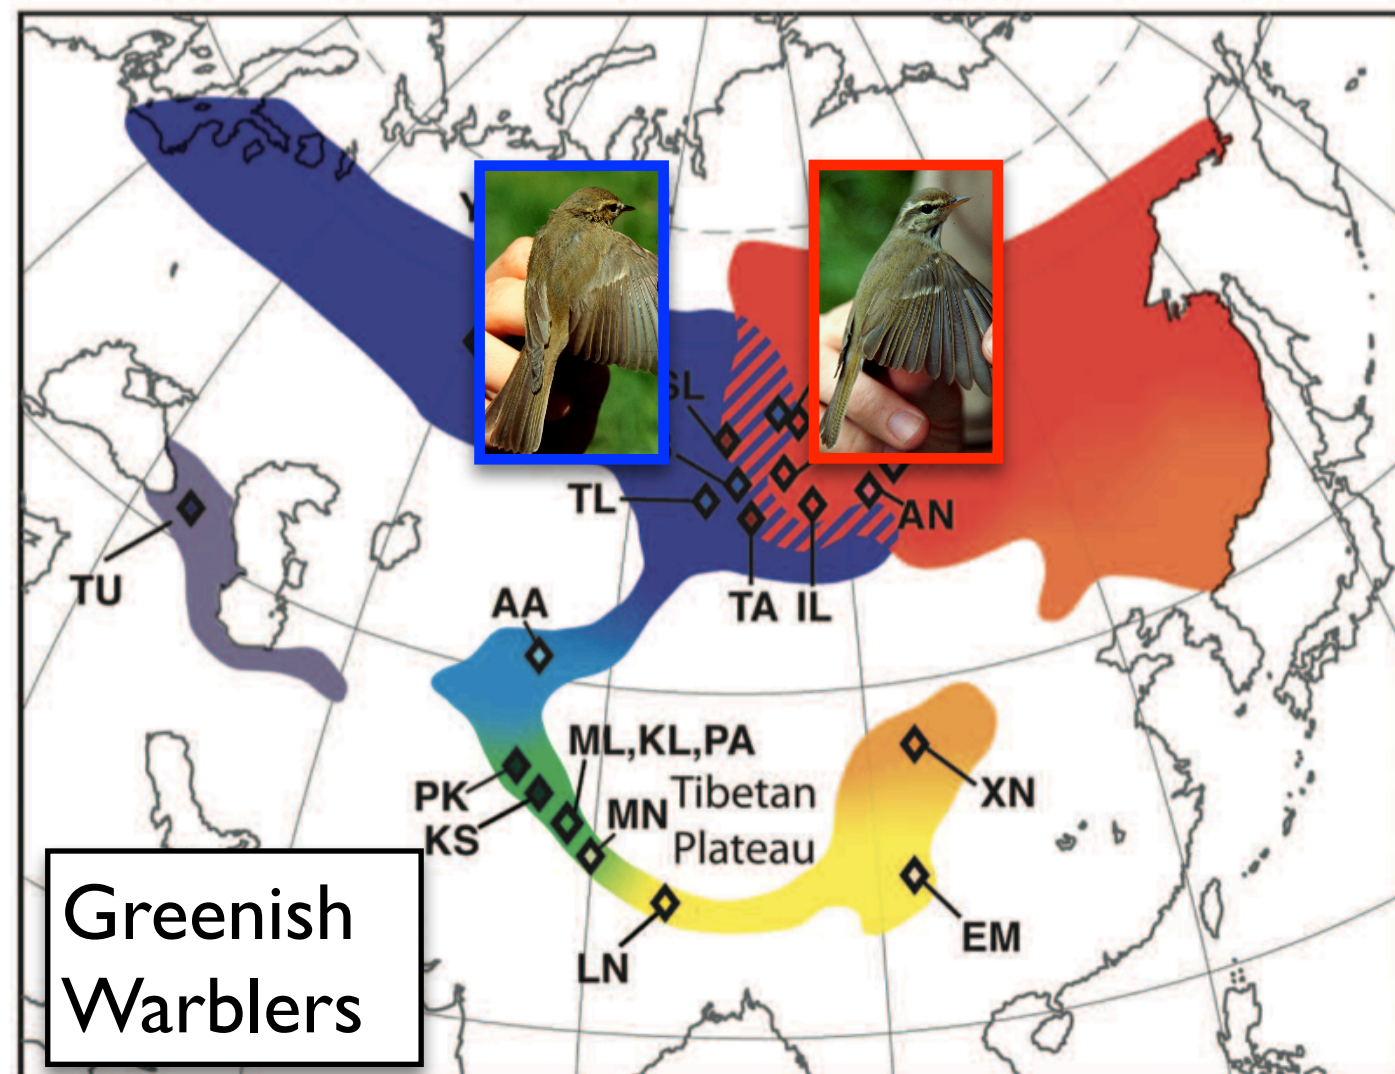 SL
TL
AN
TU
TA IL
AA
ML,KL,PA
PK
Tibetan
XN
MN
KS
Plateau
Greenish
Warblers
EM
LN